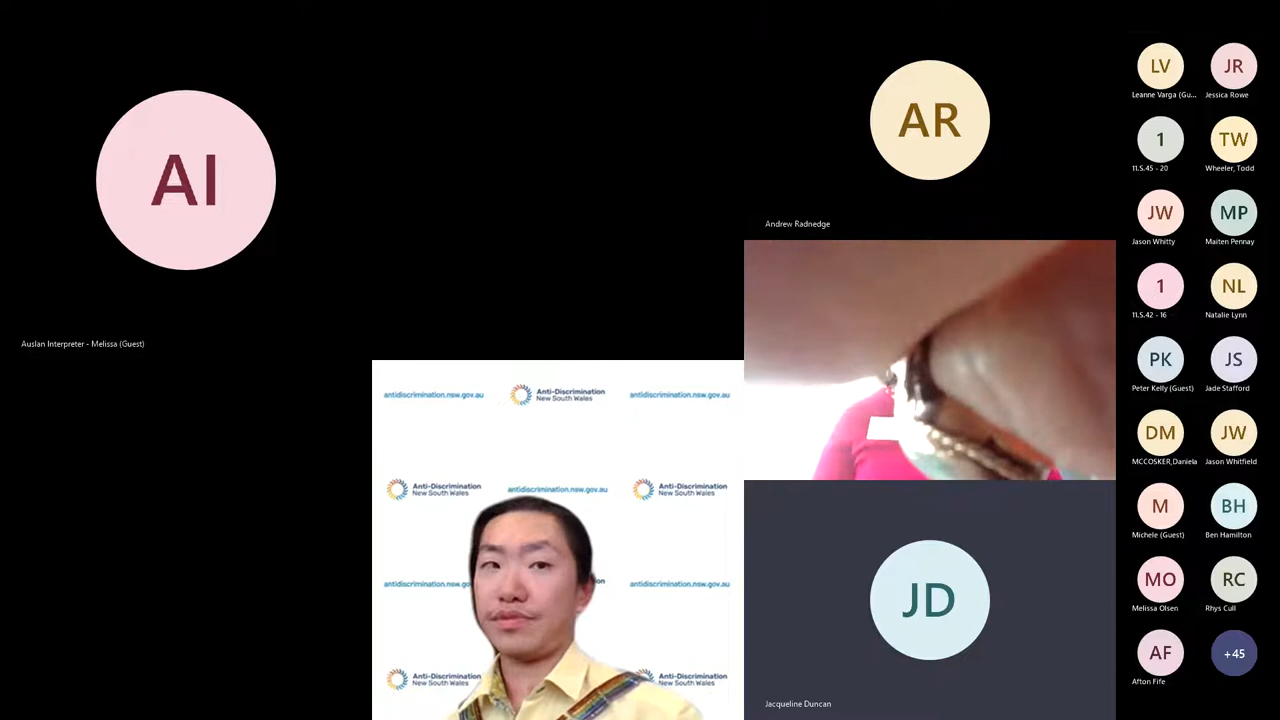 AI
Auslan Interpreter - Melissa (Guest)
AR
Andrew Radnedge
antidiscrimination.nsw.gov.au
Anti-Discrimination
New South Wales
antidiscrimination.nsw.gov.au
Anti-Discrimination
New South Wales
antidiscrimination.nsw.gov.au
Anti-Discrimination
New South Wales
antidiscrimination.nsw.go
on
antidiscrimination.nsw.gov.au
Anti-Discrimination
New South Wales
Anti-Discrimination
New South Wales
JD
Jacqueline Duncan
LV
Leanne Varga (Gu...
JR
Jessica Rowe
1
11.S.45 - 20
TW
Wheeler, Todd
JW
Jason Whitty
MP
Maiten Pennay
1
11.S.42 - 16
NL
Natalie Lynn
PK
Peter Kelly (Guest)
JS
Jade Stafford
DM
MCCOSKER,Daniela
JW
Jason Whitfield
M
Michele (Guest)
BH
Ben Hamilton
MO
Melissa Olsen
RC
Rhys Cull
AF
Afton Fife
+45